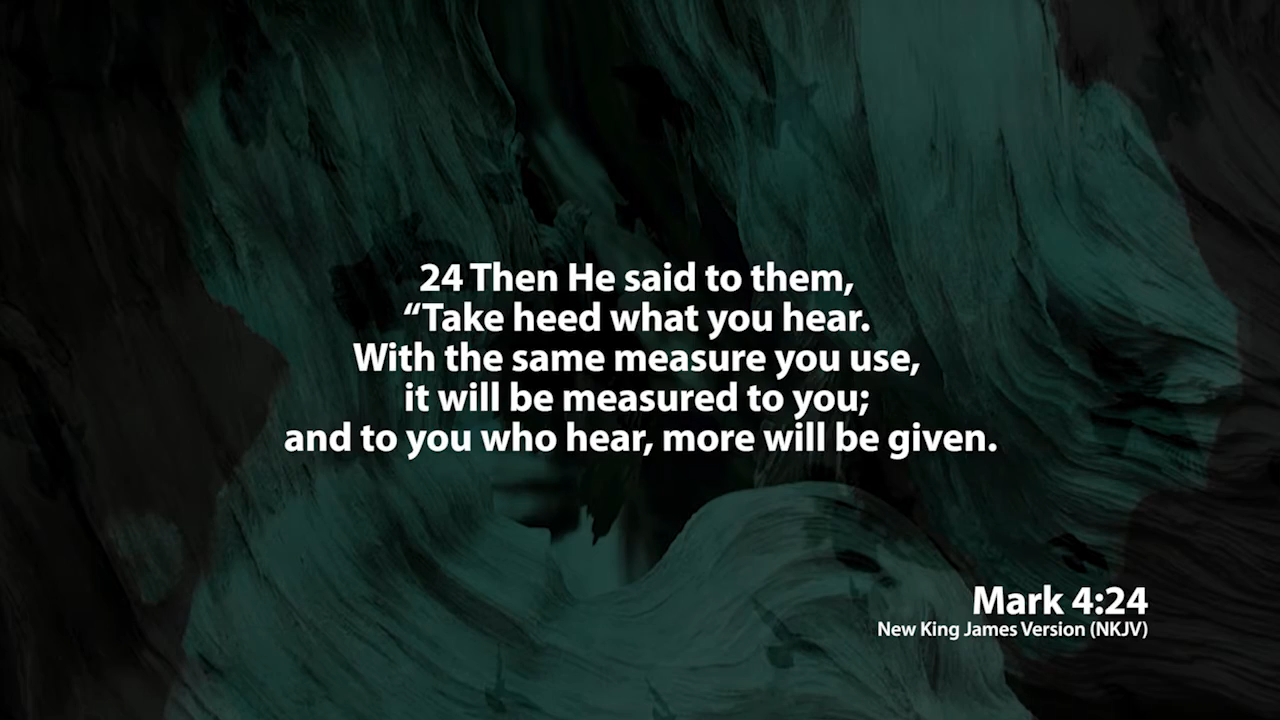 24 Then He said to them,
“Take heed what you hear.
With the same measure you use,
it will be measured to you;
and to you who hear, more will be given.
Mark 4:24
New King James Version (NKJV)